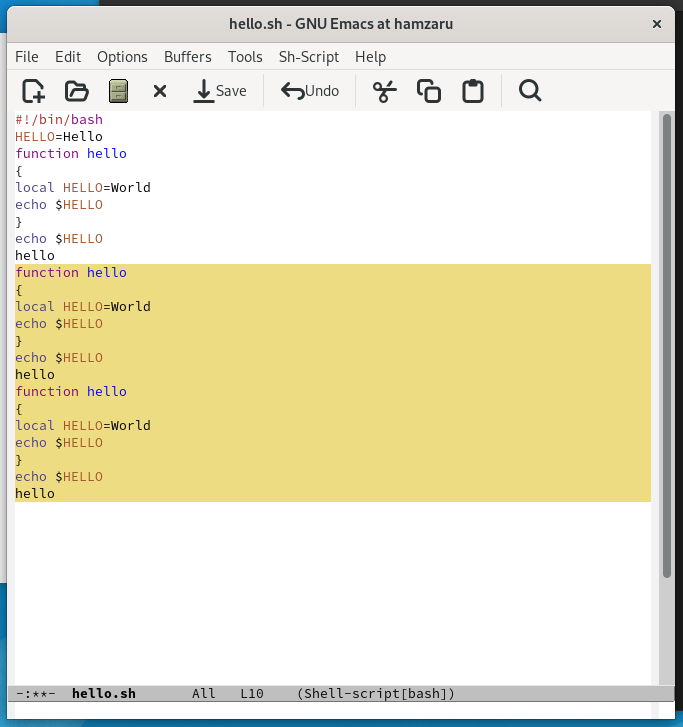 hello.sh - GNU Emacs at hamzaru
File Edit Options Buffers Tools Sh-Script Help
Save Undo
#!/bin/bash
HELLO=Hello
function hello
{
local HELLO=World
echo $HELLO
}
echo $HELLO
hello
function hello
{
local HELLO=World
echo $HELLO
}
echo $HELLO
hello
function hello
{
local HELLO=World
echo $HELLO
}
echo $HELLO
hello
-:**- hello.sh All L10 (Shell-script[bash])